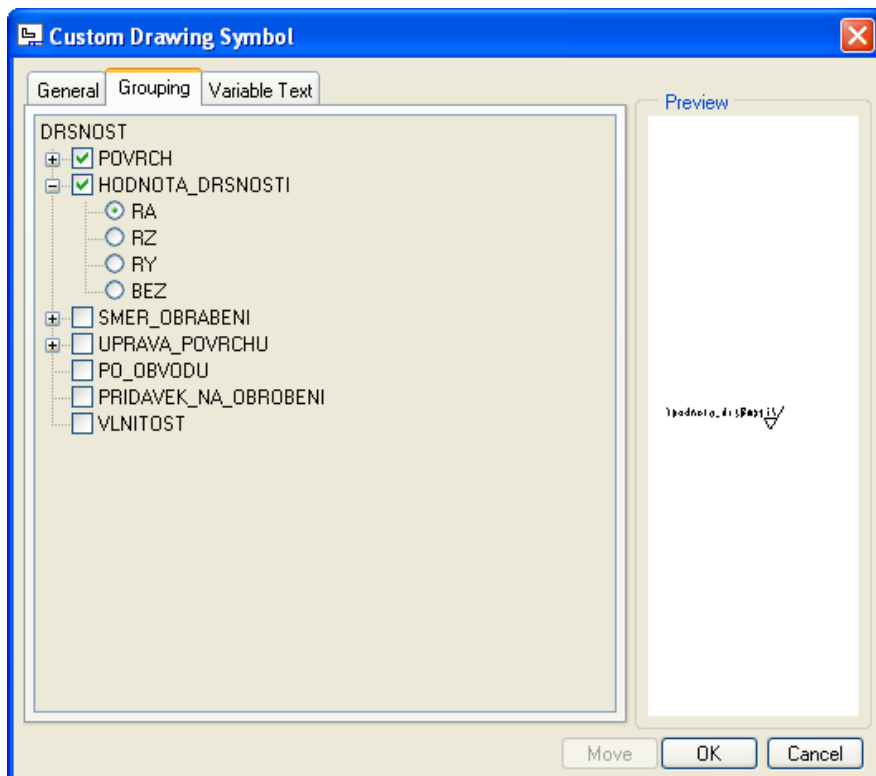 Custom Drawing Symbol
General Grouping Variable Text
Preview
DRSNOST
POVRCH
HODNOTA_DRSNOSTI
RA
RZ
RY
BEZ
SMER_OBRABENI
UPRAVA_POVRCHU
PO_OBVODU
PRIDAVEK_NA_OBROBENI
VLNITOST
Move OK Cancel